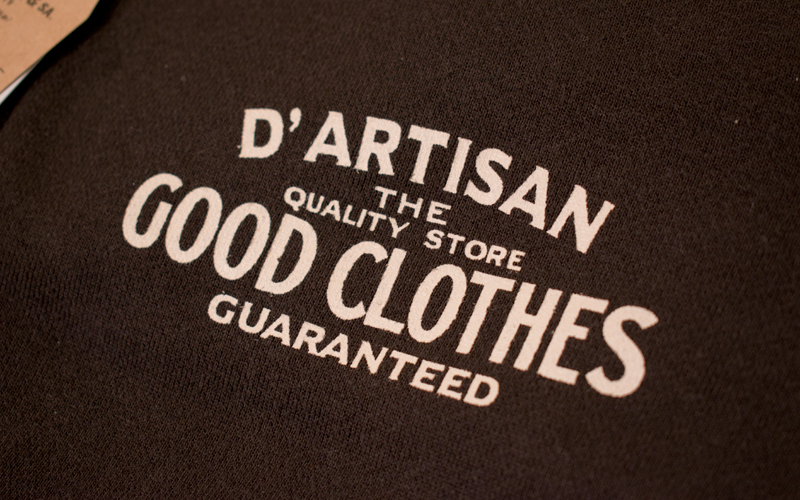 D'ARTISAN
THE
QUALITY STORE
GOOD CLOTHES
GUARANTEED